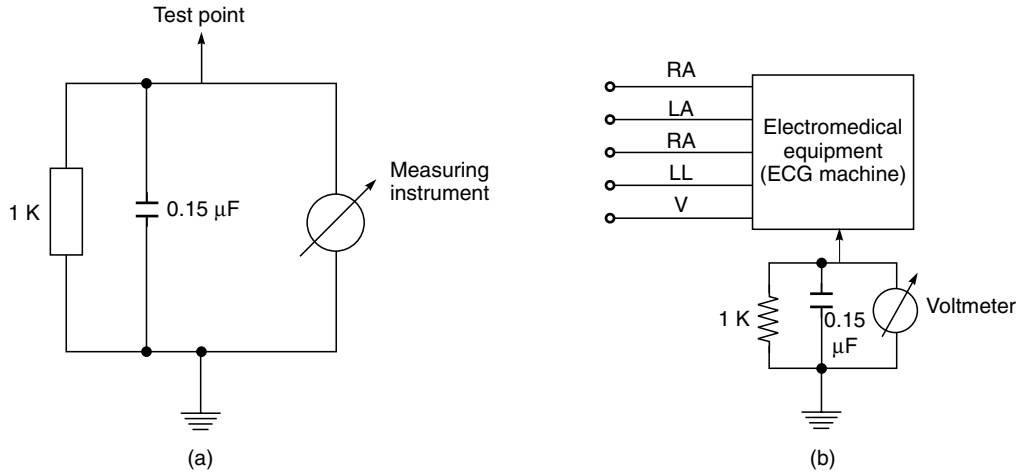 Test point
1 K
0.15 μF
Measuring
instrument
(a)
RA
LA
RA
LL
V
Electromedical
equipment
(ECG machine)
1 K
0.15
μF
Voltmeter
(b)